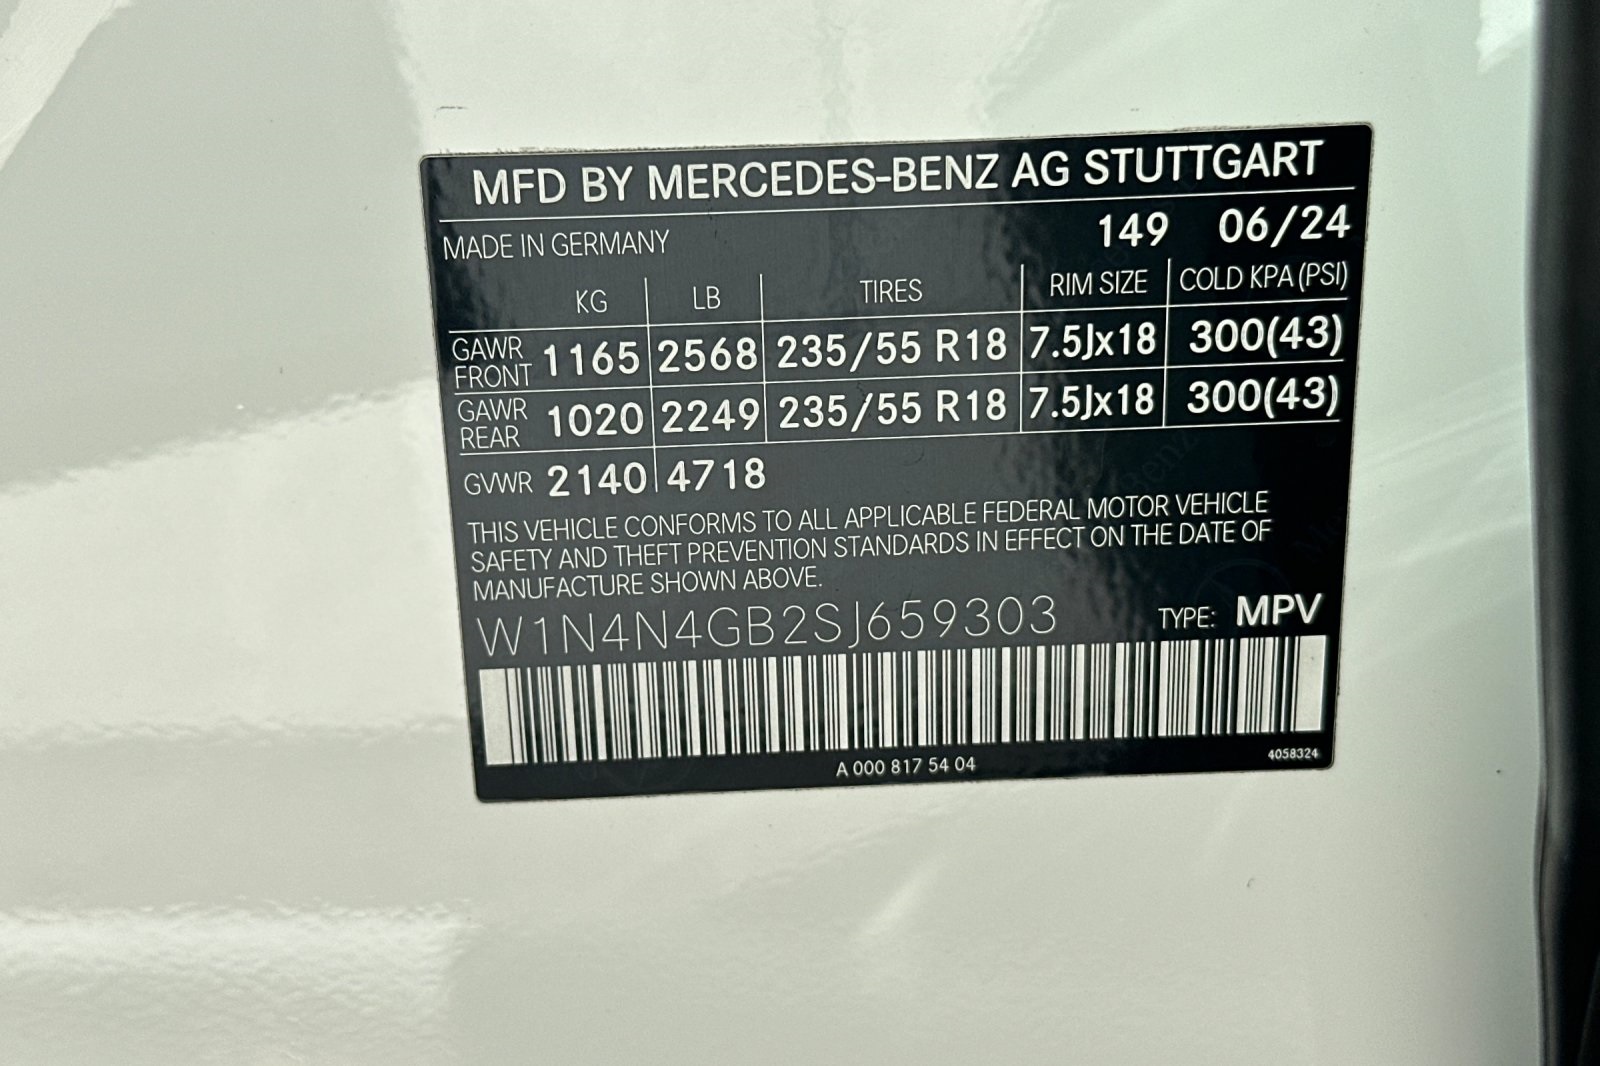 MFD BY MERCEDES-BENZ AG STUTTGART
MADE IN GERMANY 149 06/24
KG LB TIRES RIM SIZE COLD KPA (PSI)
GAWR FRONT 1165 2568 235/55 R18 7.5Jx18 300(43)
GAWR REAR 1020 2249 235/55 R18 7.5Jx18 300(43)
GVWR 2140 4718
THIS VEHICLE CONFORMS TO ALL APPLICABLE FEDERAL MOTOR VEHICLE
SAFETY AND THEFT PREVENTION STANDARDS IN EFFECT ON THE DATE OF
MANUFACTURE SHOWN ABOVE.
W1N4N4GB2SJ659303 TYPE: MPV
A 000 817 54 04
4058324